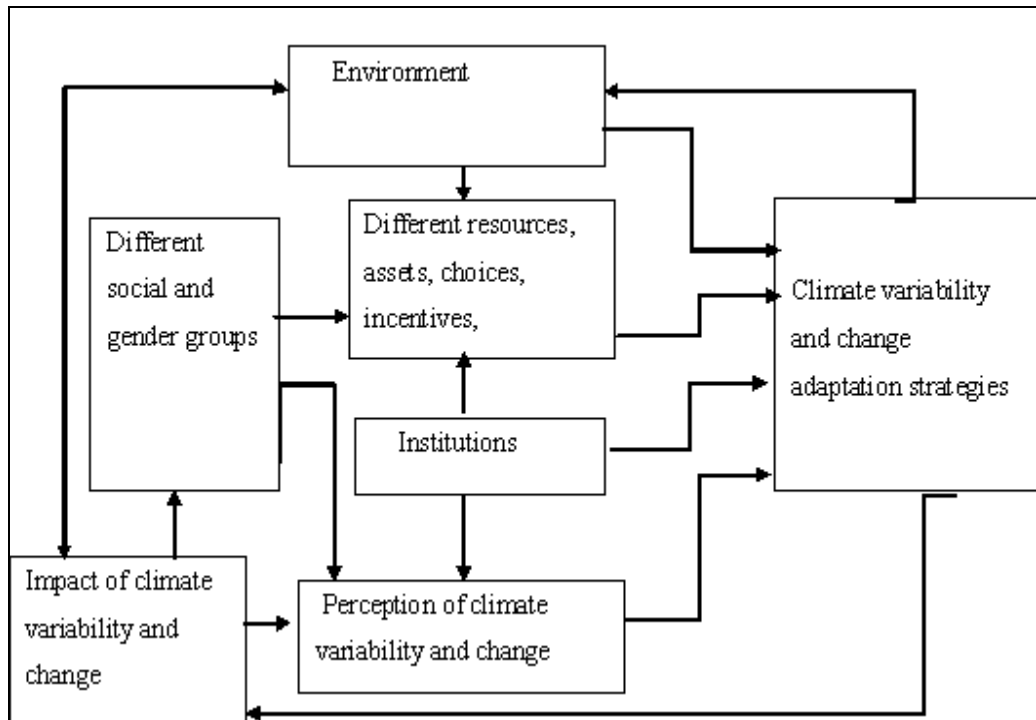 Environment
Different
social and
gender groups
Different resources,
assets, choices,
incentives,
Climate variability
and change
adaptation strategies
Institutions
Impact of climate
variability and
change
Perception of climate
variability and change